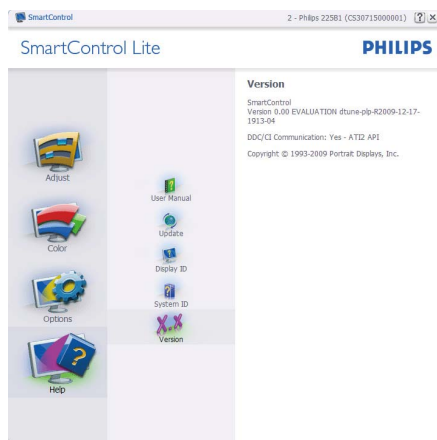 SmartControl
2 - Philips 225B1 (CS30715000001)
SmartControl Lite
PHILIPS
Adjust
Color
Options
Help
User Manual
Update
Display ID
System ID
X.X
Version
Version
SmartControl
Version 0.00 EVALUATION dtune-plp-R2009-12-17-
1913-04
DDC/CI Communication: Yes - ATI2 API
Copyright © 1993-2009 Portrait Displays, Inc.